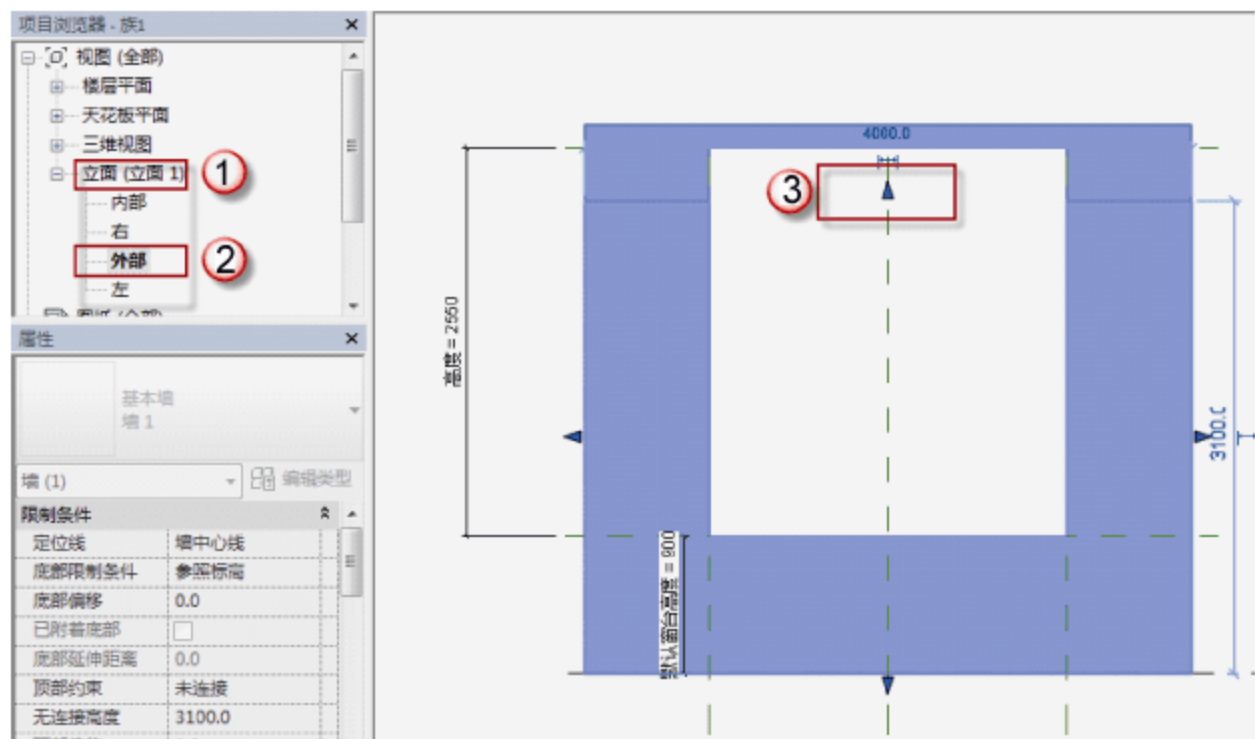 项目浏览器 - 族1
视图 (全部)
楼层平面
天花板平面
三维视图
立面 (立面 1)
1
内部
右
外部
2
左
图纸 (全部)
属性
基本墙
墙 1
墙 (1)
编辑类型
限制条件
定位线 墙中心线
底部限制条件 参照标高
底部偏移 0.0
已附着底部
底部延伸距离 0.0
顶部约束 未连接
无连接高度 3100.0
4000.0
3
高度 = 2550
3100.0
默认窗台高度 = 900